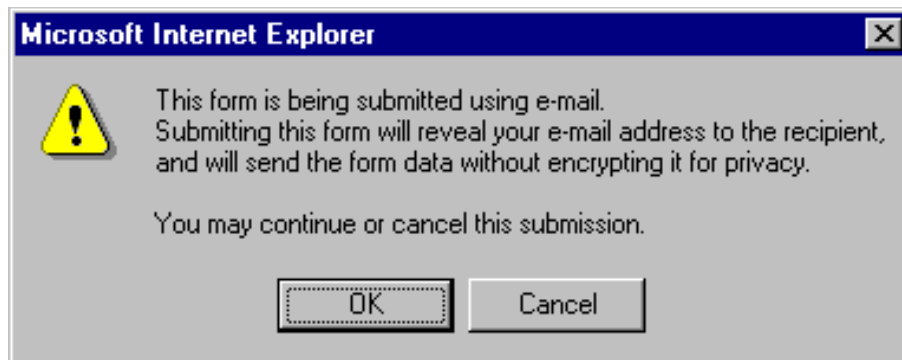 Microsoft Internet Explorer
This form is being submitted using e-mail.
Submitting this form will reveal your e-mail address to the recipient,
and will send the form data without encrypting it for privacy.
You may continue or cancel this submission.
OK
Cancel